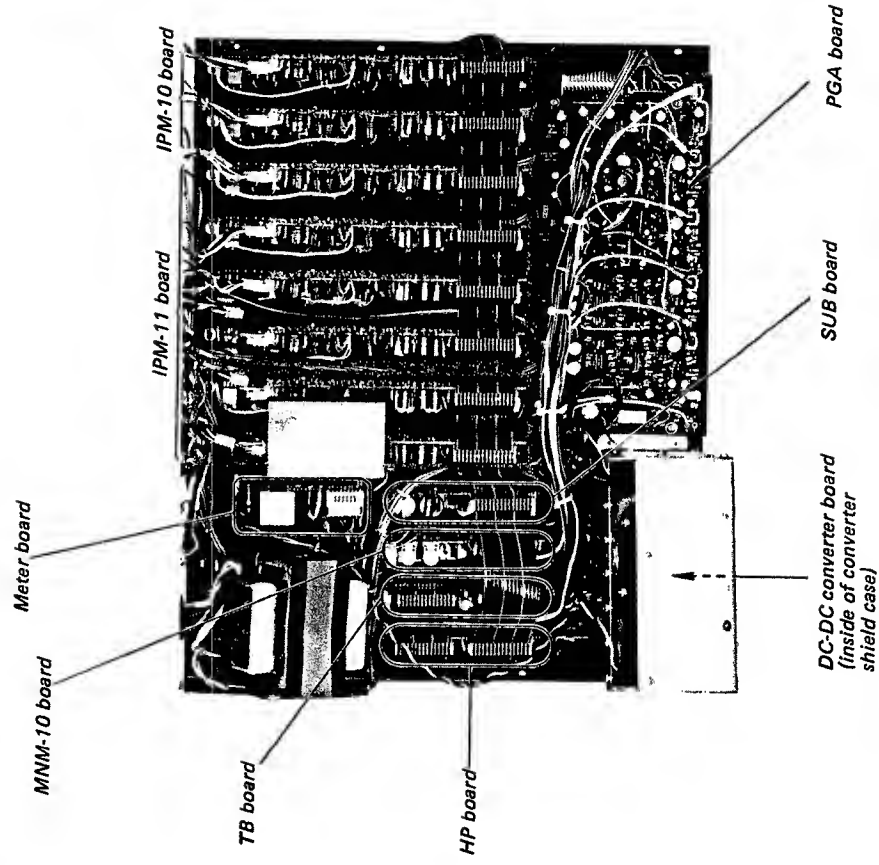 IPM-11 board
IPM-10 board
Meter board
MNM-10 board
TB board
HP board
DC-DC converter board
(inside of converter
shield case)
SUB board
PGA board